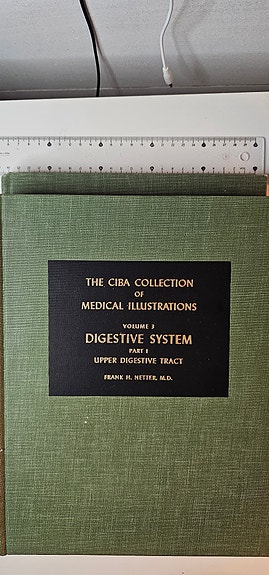 THE CIBA COLLECTION
OF
MEDICAL ILLUSTRATIONS
VOLUME 3
DIGESTIVE SYSTEM
PART I
UPPER DIGESTIVE TRACT
FRANK H. NETTER, M.D.